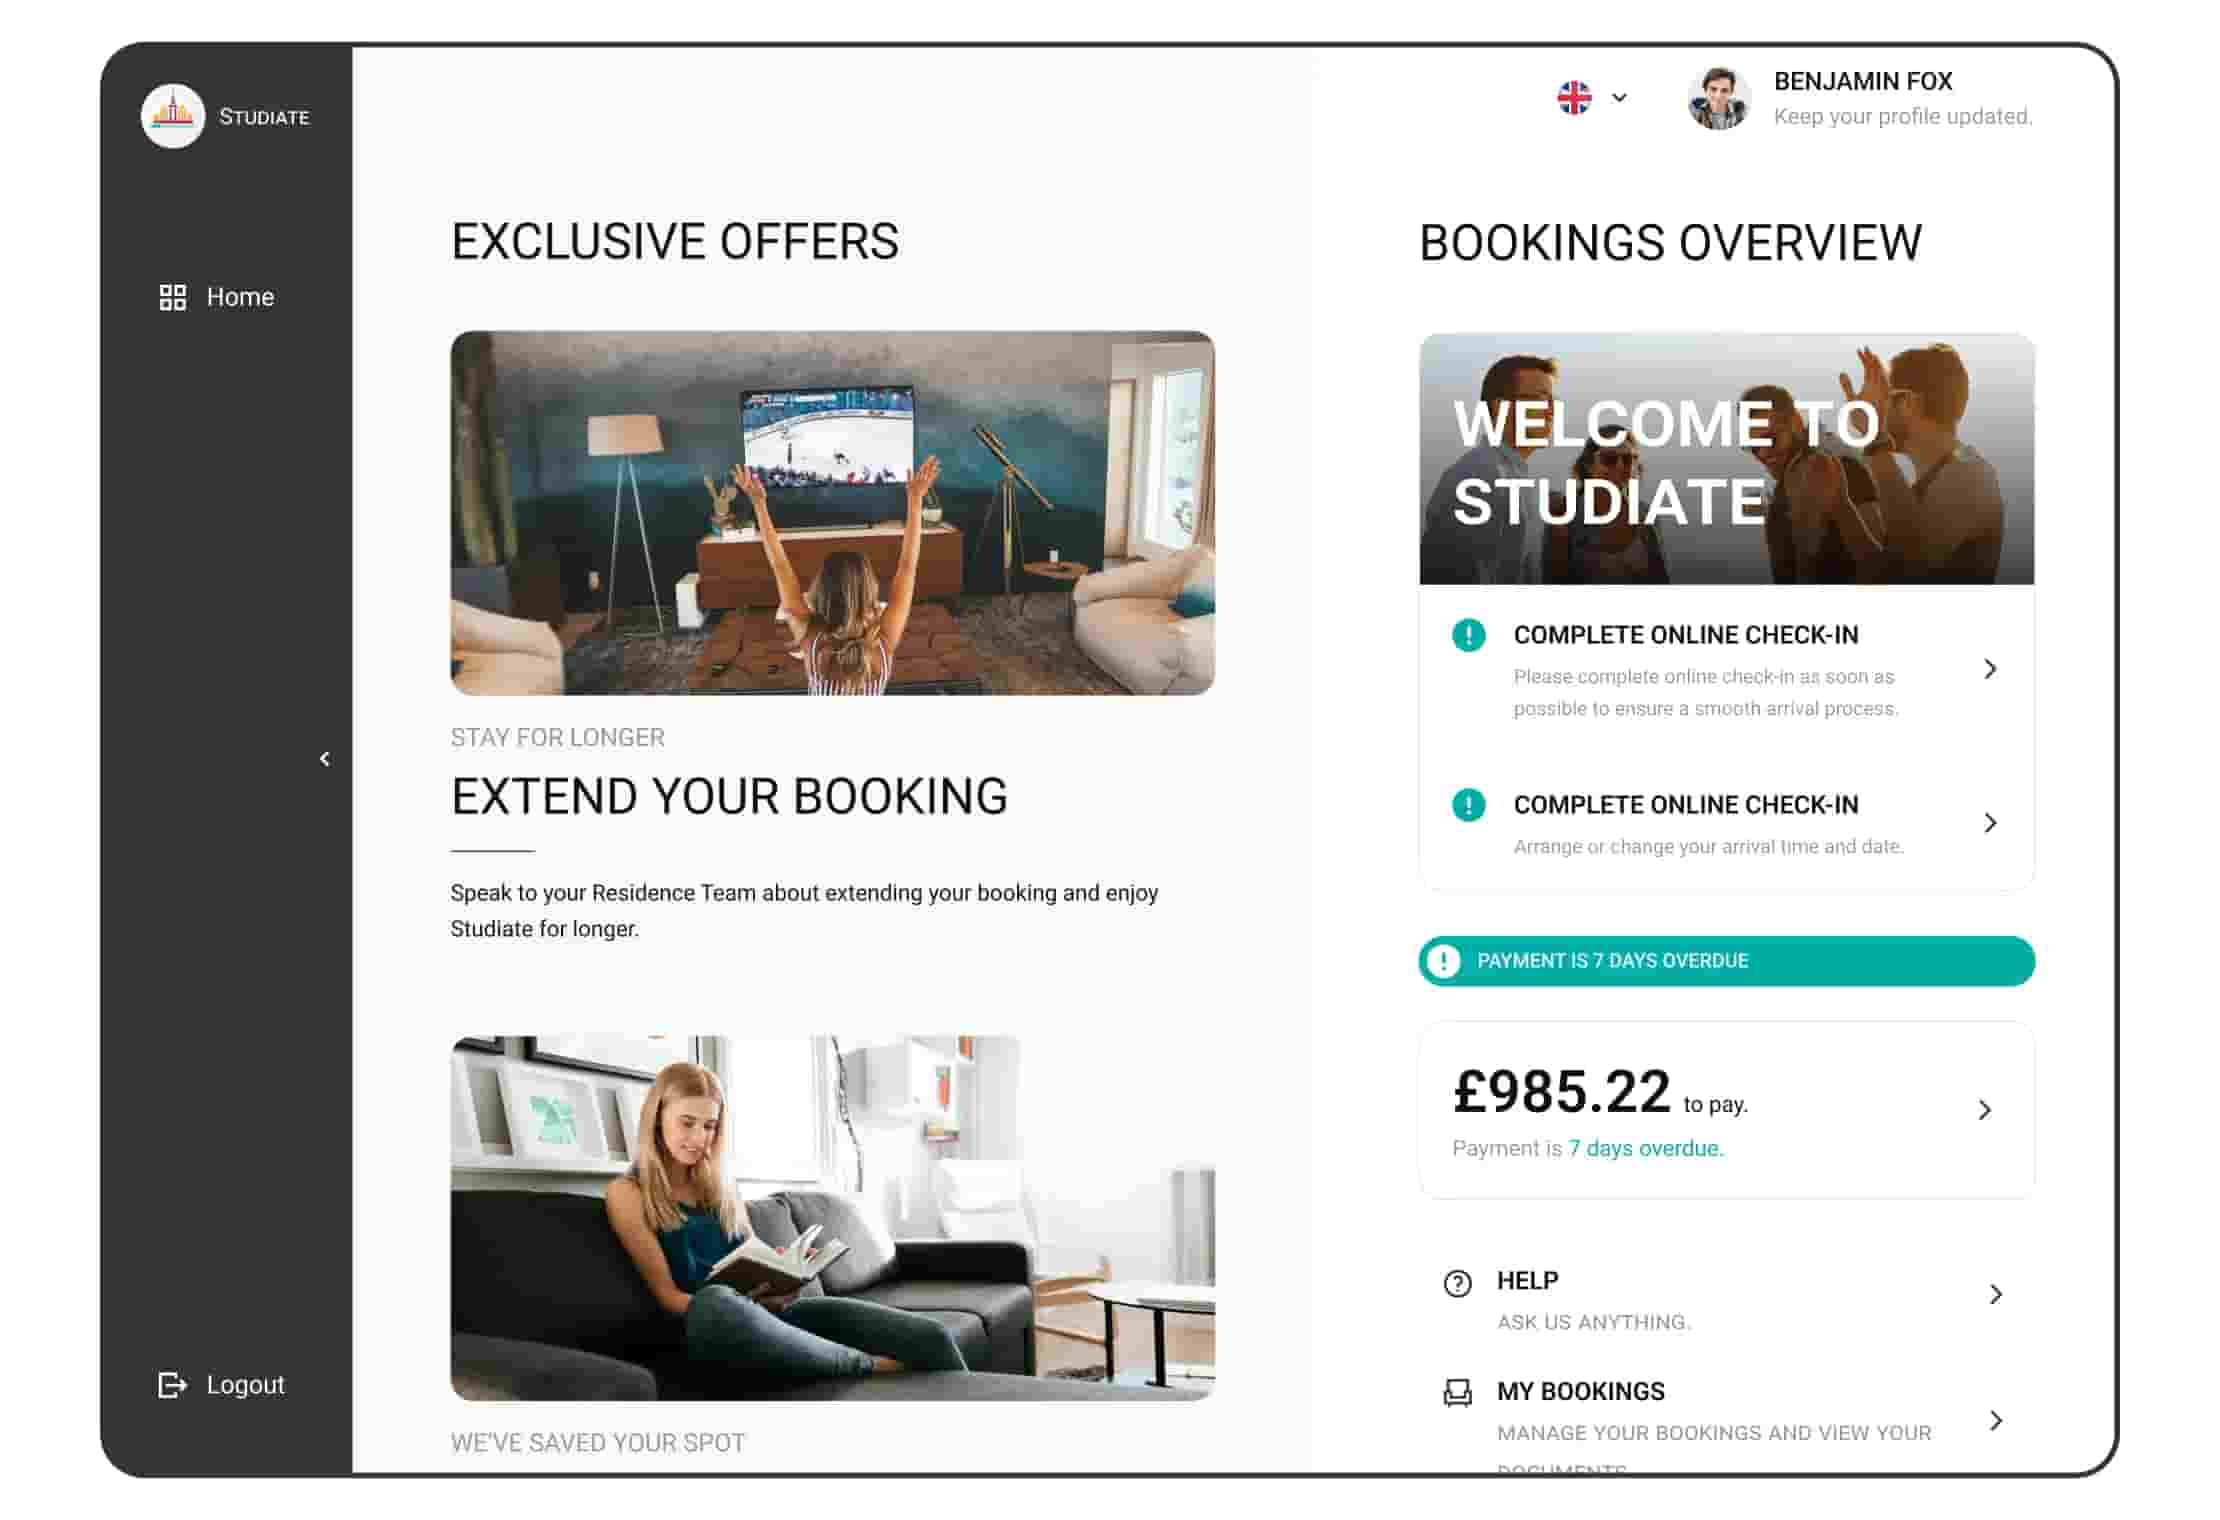 STUDIATE
Home
Logout
EXCLUSIVE OFFERS
STAY FOR LONGER
EXTEND YOUR BOOKING
Speak to your Residence Team about extending your booking and enjoy
Studiate for longer.
WE'VE SAVED YOUR SPOT
BENJAMIN FOX
Keep your profile updated.
BOOKINGS OVERVIEW
WELCOME TO
STUDIATE
COMPLETE ONLINE CHECK-IN
Please complete online check-in as soon as
possible to ensure a smooth arrival process.
COMPLETE ONLINE CHECK-IN
Arrange or change your arrival time and date.
PAYMENT IS 7 DAYS OVERDUE
£985.22 to pay.
Payment is 7 days overdue.
HELP
ASK US ANYTHING.
MY BOOKINGS
MANAGE YOUR BOOKINGS AND VIEW YOUR
DOCUMENTS